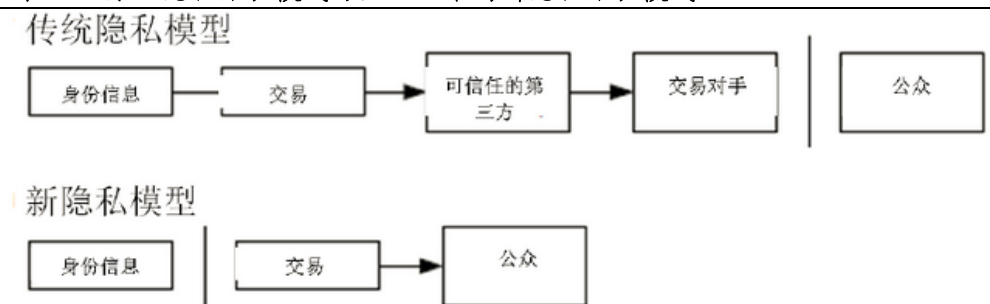 传统隐私模型
身份信息
交易
可信任的第
三方
交易对手
公众
新隐私模型
身份信息
交易
公众